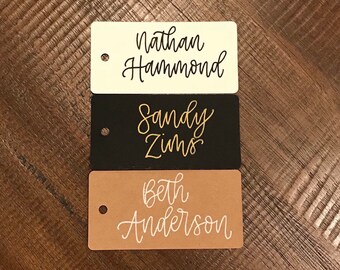 Nathan
Hammond
Sandy
Zims
Beth
Anderson